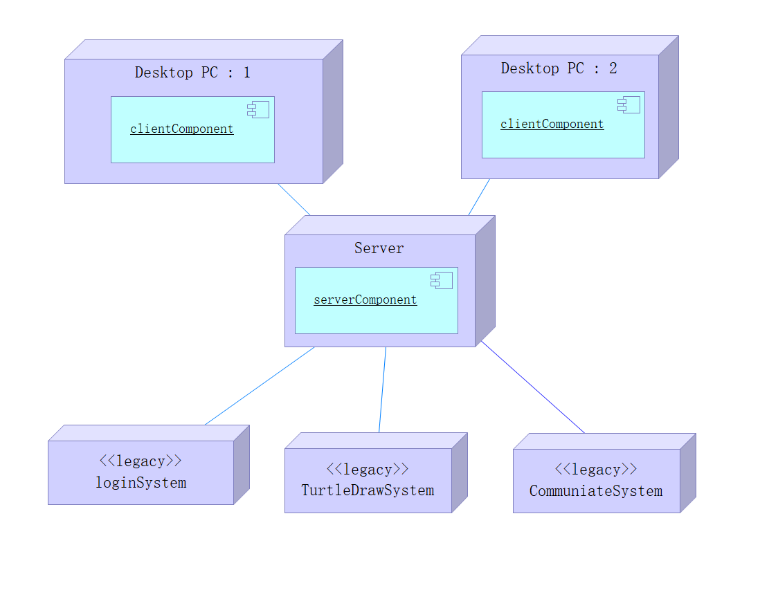 Desktop PC : 1
clientComponent
Desktop PC : 2
clientComponent
Server
serverComponent
<<legacy>>
loginSystem
<<legacy>>
TurtleDrawSystem
<<legacy>>
CommuniateSystem